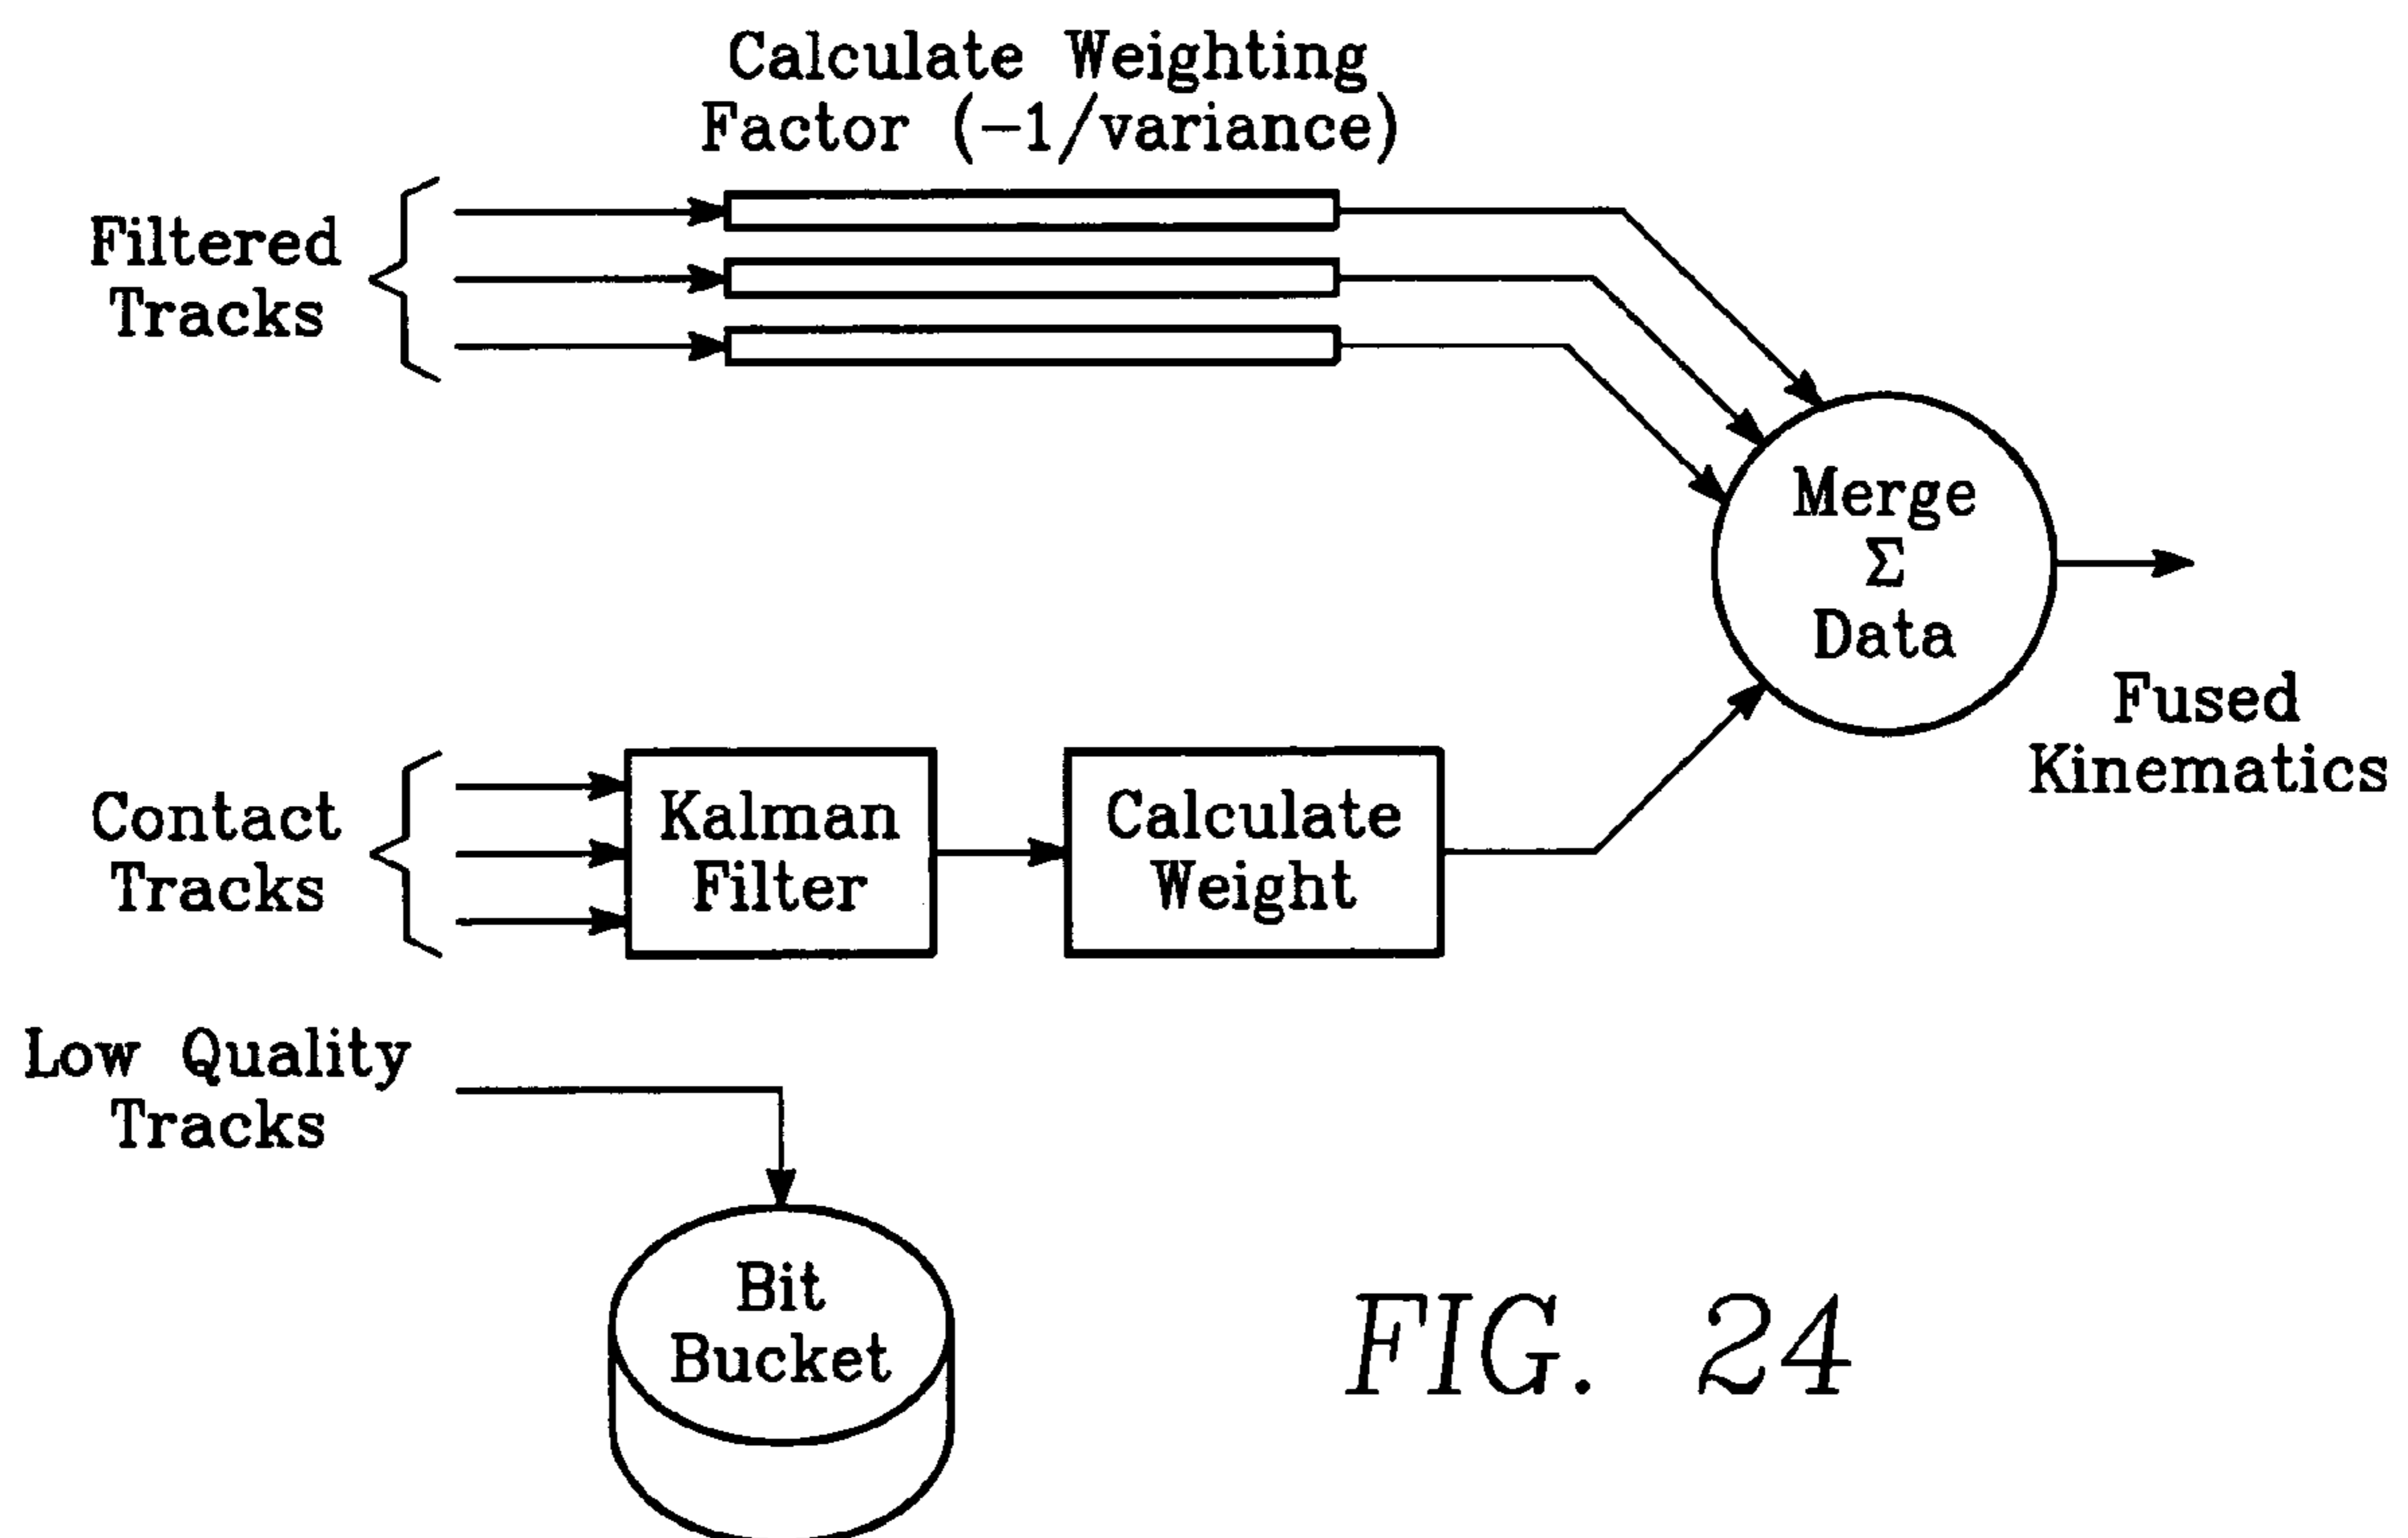 Calculate Weighting
Factor (−1/variance)
Filtered
Tracks
Merge
Σ
Data
Fused
Kinematics
Contact
Tracks
Kalman
Filter
Calculate
Weight
Low Quality
Tracks
Bit
Bucket
FIG. 24